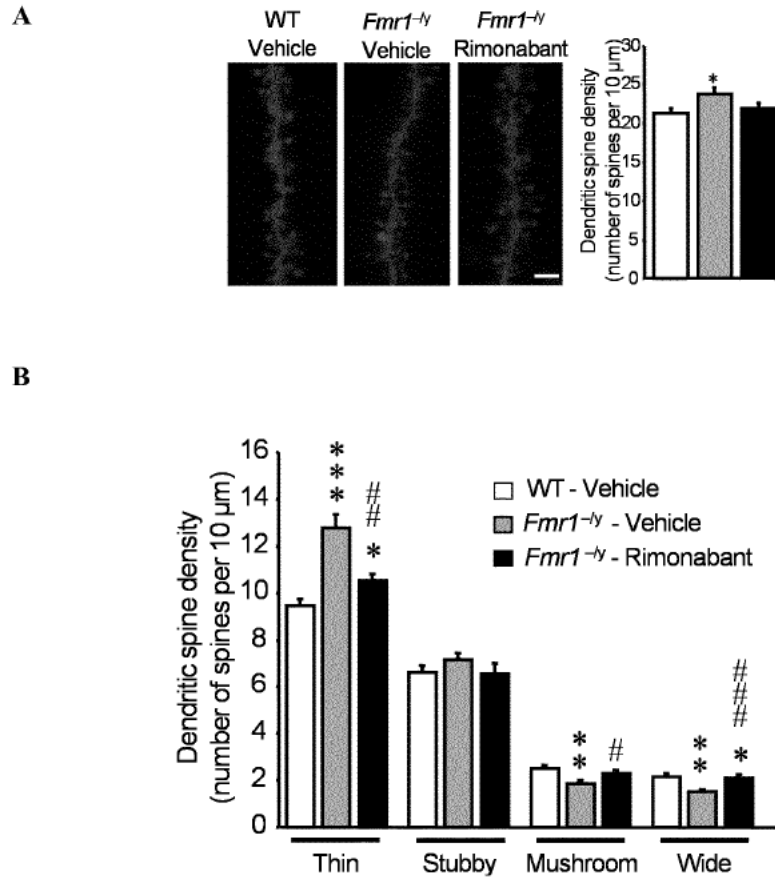 A
WT
Vehicle
Fmr1⁻/ʸ
Vehicle
Fmr1⁻/ʸ
Rimonabant
Dendritic spine density
(number of spines per 10 µm)
30
25
20
15
10
5
0
*
B
Dendritic spine density
(number of spines per 10 µm)
16
14
12
10
8
6
4
2
0
***
##
*
**
#
**
###
*
WT - Vehicle
Fmr1⁻/ʸ - Vehicle
Fmr1⁻/ʸ - Rimonabant
Thin
Stubby
Mushroom
Wide